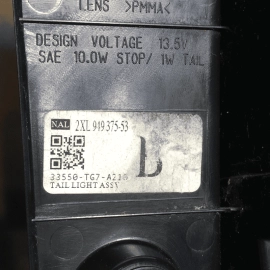 LENS >PMMA<
DESIGN VOLTAGE 13.5V
SAE 10.0W STOP/ 1W TAIL
NAL 2XL 949 375-53
L
33550-TG7-A210
TAIL LIGHT ASSY